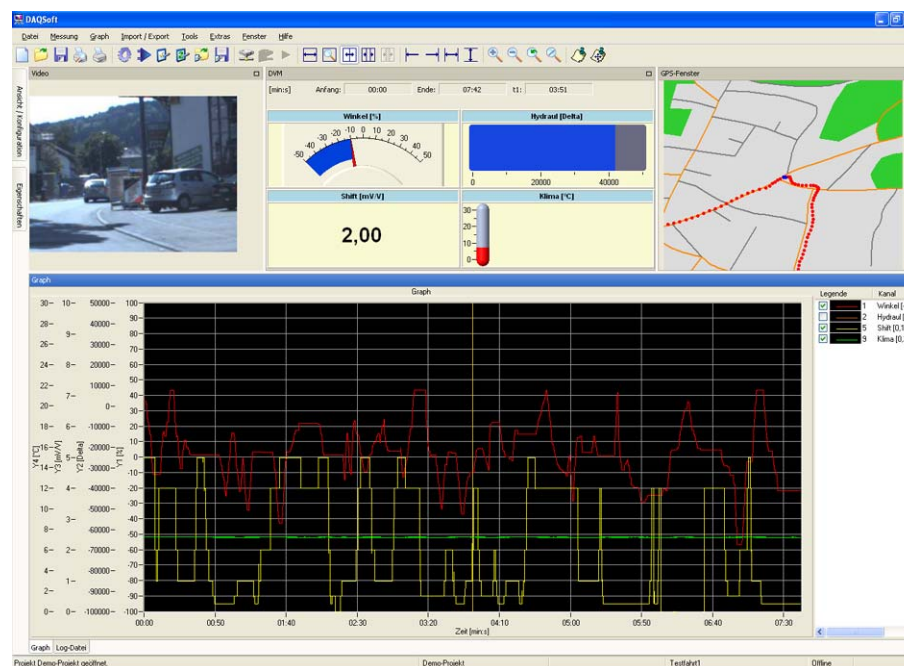 DAQSoft
Datei Messung Graph Import / Export Tools Extras Fenster Hilfe
Ansicht / Konfiguration
Eigenschaften
Video
DVM
GPS-Fenster
[min:s] Anfang: 00:00 Ende: 07:42 t1: 03:51
Winkel [%]
-50 -40 -30 -20 -10 0 10 20 30 40 50
Hydraul [Delta]
0 20000 40000
Shift [mV/V]
2,00
Klima [°C]
30
20
10
0
Graph
Graph
Y4 [°C]
30 28 26 24 22 20 18 16 14 12 10 8 6 4 2 0
Y3 [mV/V]
10 9 8 7 6 5 4 3 2 1 0
Y2 [Delta]
50000 40000 30000 20000 10000 0 -10000 -20000 -30000 -40000 -50000 -60000 -70000 -80000 -90000 -100000
Y1 [%]
100 90 80 70 60 50 40 30 20 10 0 -10 -20 -30 -40 -50 -60 -70 -80 -90 -100
00:00 00:50 01:40 02:30 03:20 04:10 05:00 05:50 06:40 07:30
Zeit [min:s]
Legende Kanal
1 Winkel [
2 Hydraul [
5 Shift [0,1
9 Klima [0,
Graph Log-Datei
Projekt Demo-Projekt geöffnet. Demo-Projekt Testfahrt1 Offline